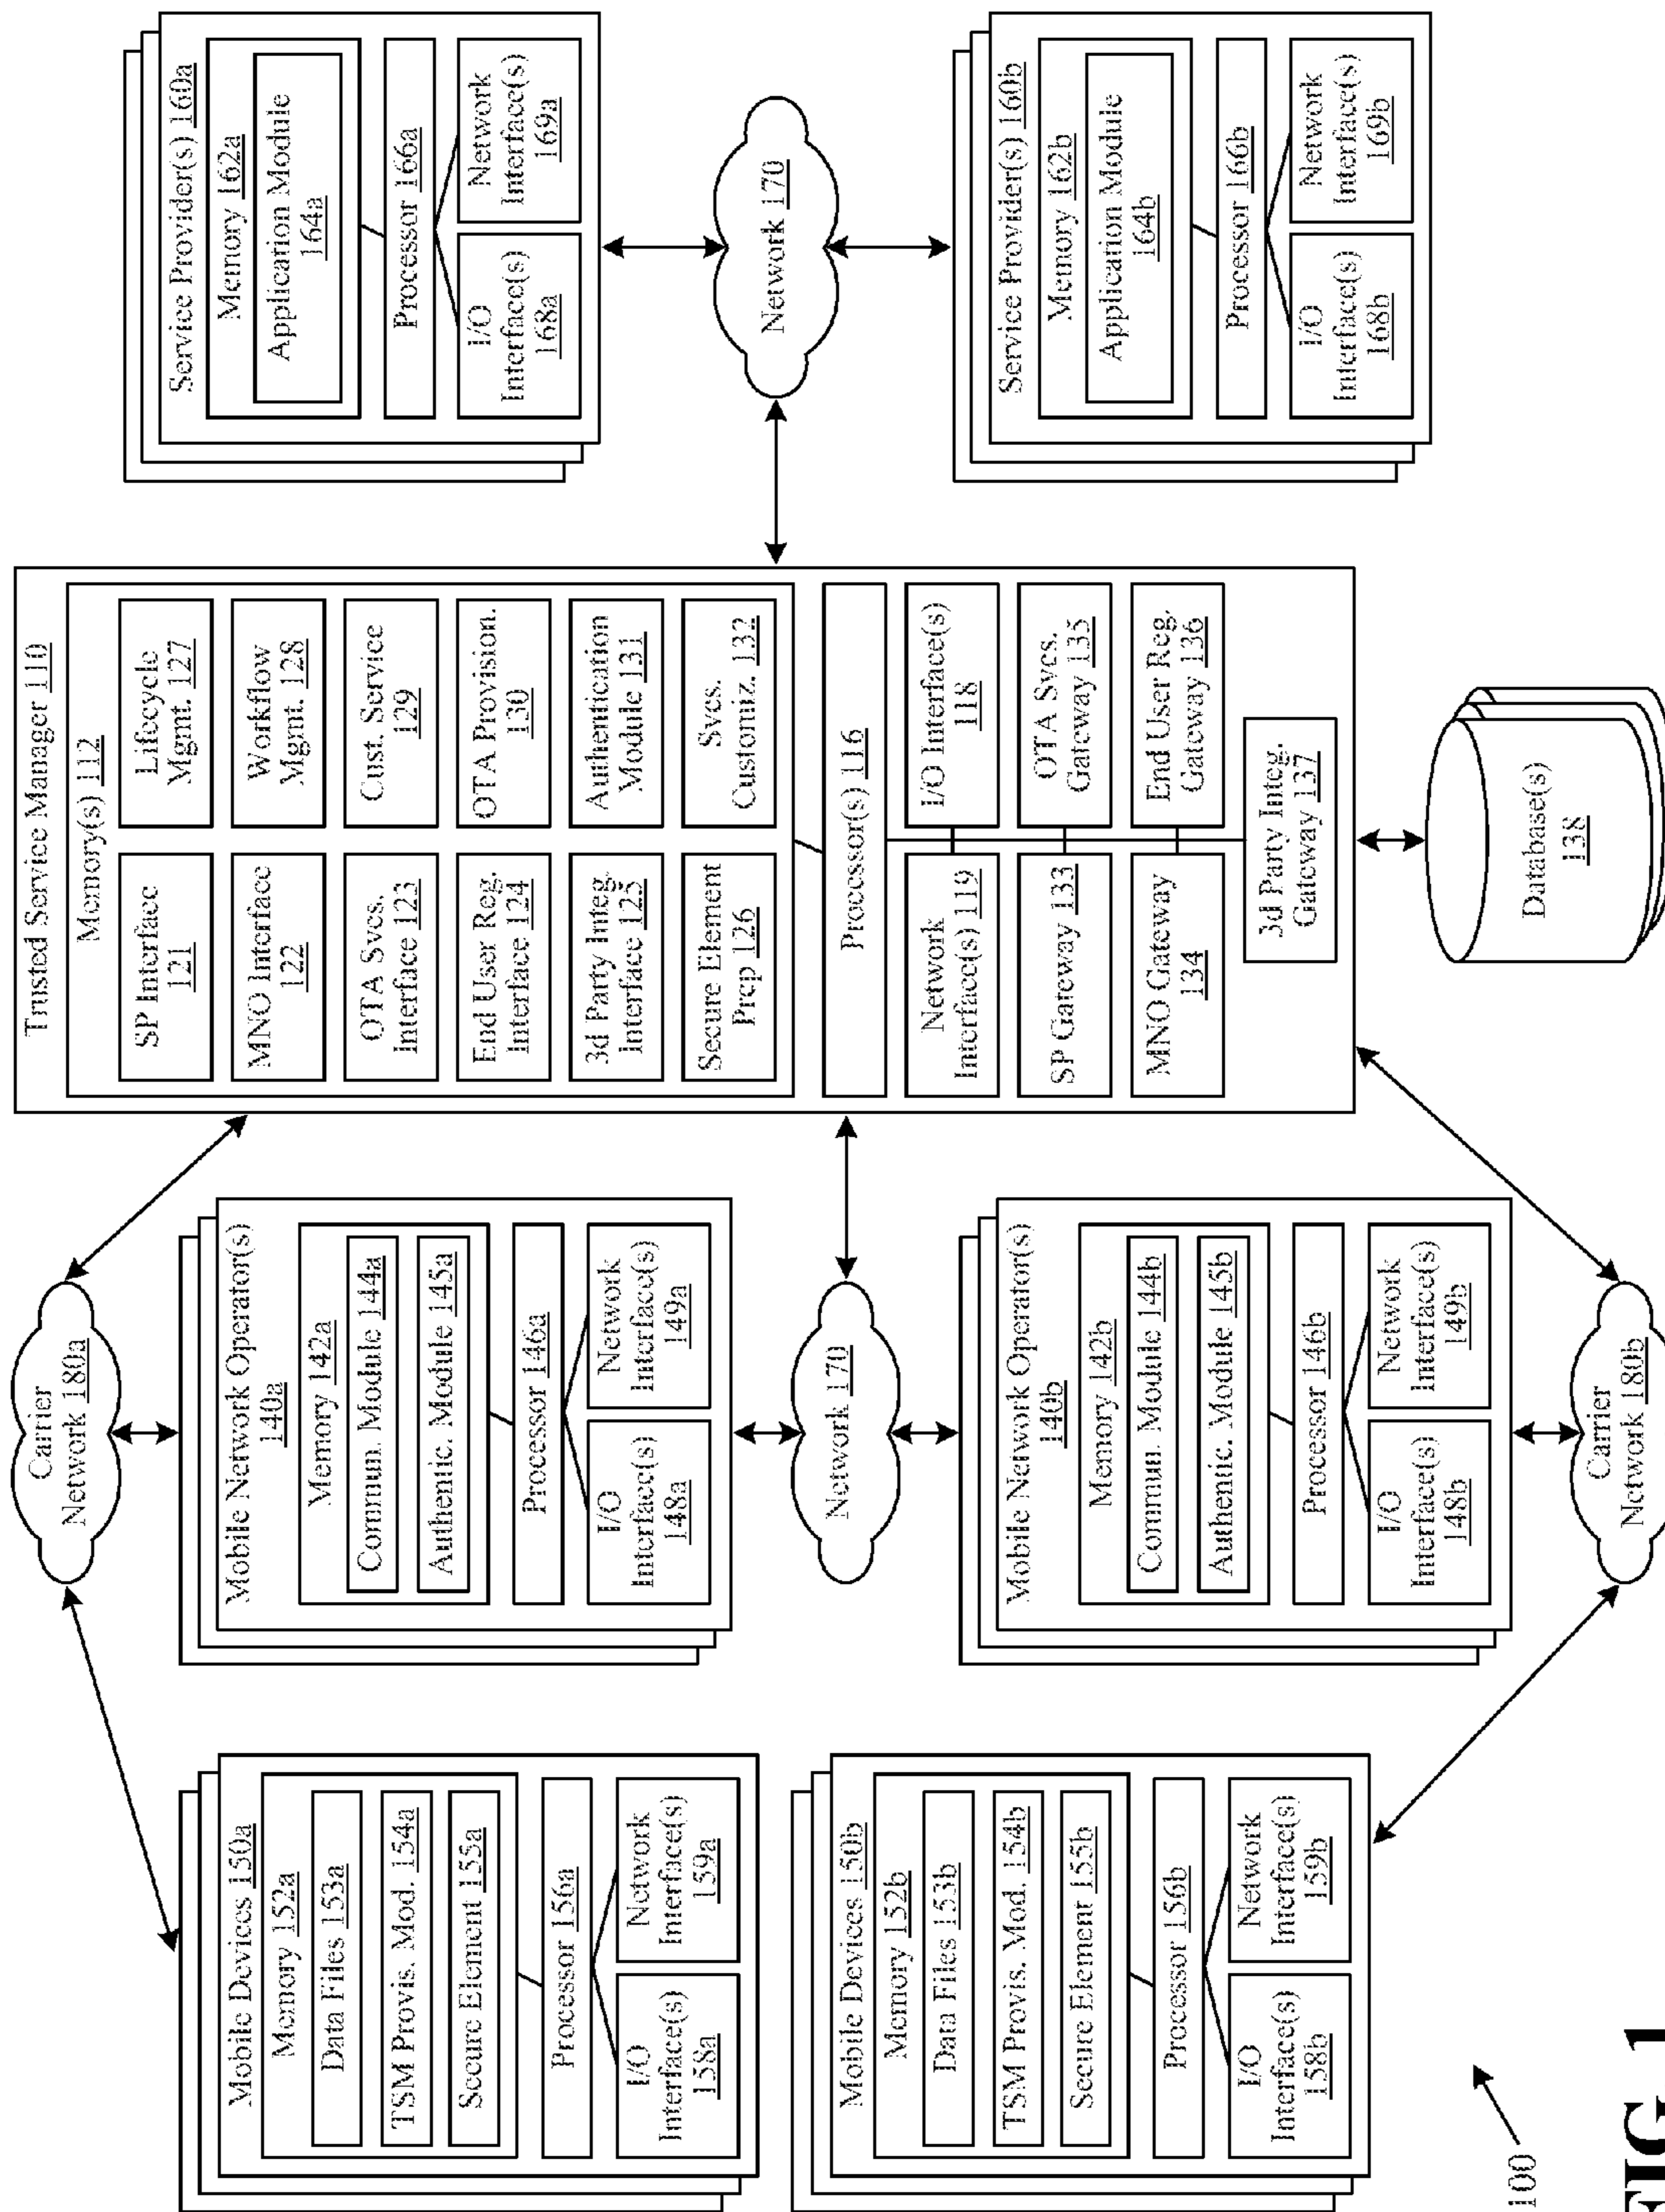 Carrier
Network 180a
Mobile Devices 150a
Memory 152a
Data Files 153a
TSM Provis. Mod. 154a
Secure Element 155a
Processor 156a
I/O
Interface(s)
158a
Network
Interface(s)
159a
Mobile Devices 150b
Memory 152b
Data Files 153b
TSM Provis. Mod. 154b
Secure Element 155b
Processor 156b
I/O
Interface(s)
158b
Network
Interface(s)
159b
Mobile Network Operator(s)
140a
Memory 142a
Commun. Module 144a
Authentic. Module 145a
Processor 146a
I/O
Interface(s)
148a
Network
Interface(s)
149a
Network 170
Mobile Network Operator(s)
140b
Memory 142b
Commun. Module 144b
Authentic. Module 145b
Processor 146b
I/O
Interface(s)
148b
Network
Interface(s)
149b
Carrier
Network 180b
Trusted Service Manager 110
Memory(s) 112
SP Interface
121
Lifecycle
Mgmt. 127
MNO Interface
122
Workflow
Mgmt. 128
OTA Svcs.
Interface 123
Cust. Service
129
End User Reg.
Interface 124
OTA Provision.
130
3d Party Integ.
Interface 125
Authentication
Module 131
Secure Element
Prep 126
Svcs.
Customiz. 132
Processor(s) 116
Network
Interface(s) 119
I/O Interface(s)
118
SP Gateway 133
OTA Svcs.
Gateway 135
MNO Gateway
134
End User Reg.
Gateway 136
3d Party Integ.
Gateway 137
Database(s)
138
Service Provider(s) 160a
Memory 162a
Application Module
164a
Processor 166a
I/O
Interface(s)
168a
Network
Interface(s)
169a
Network 170
Service Provider(s) 160b
Memory 162b
Application Module
164b
Processor 166b
I/O
Interface(s)
168b
Network
Interface(s)
169b
100
FIG 1